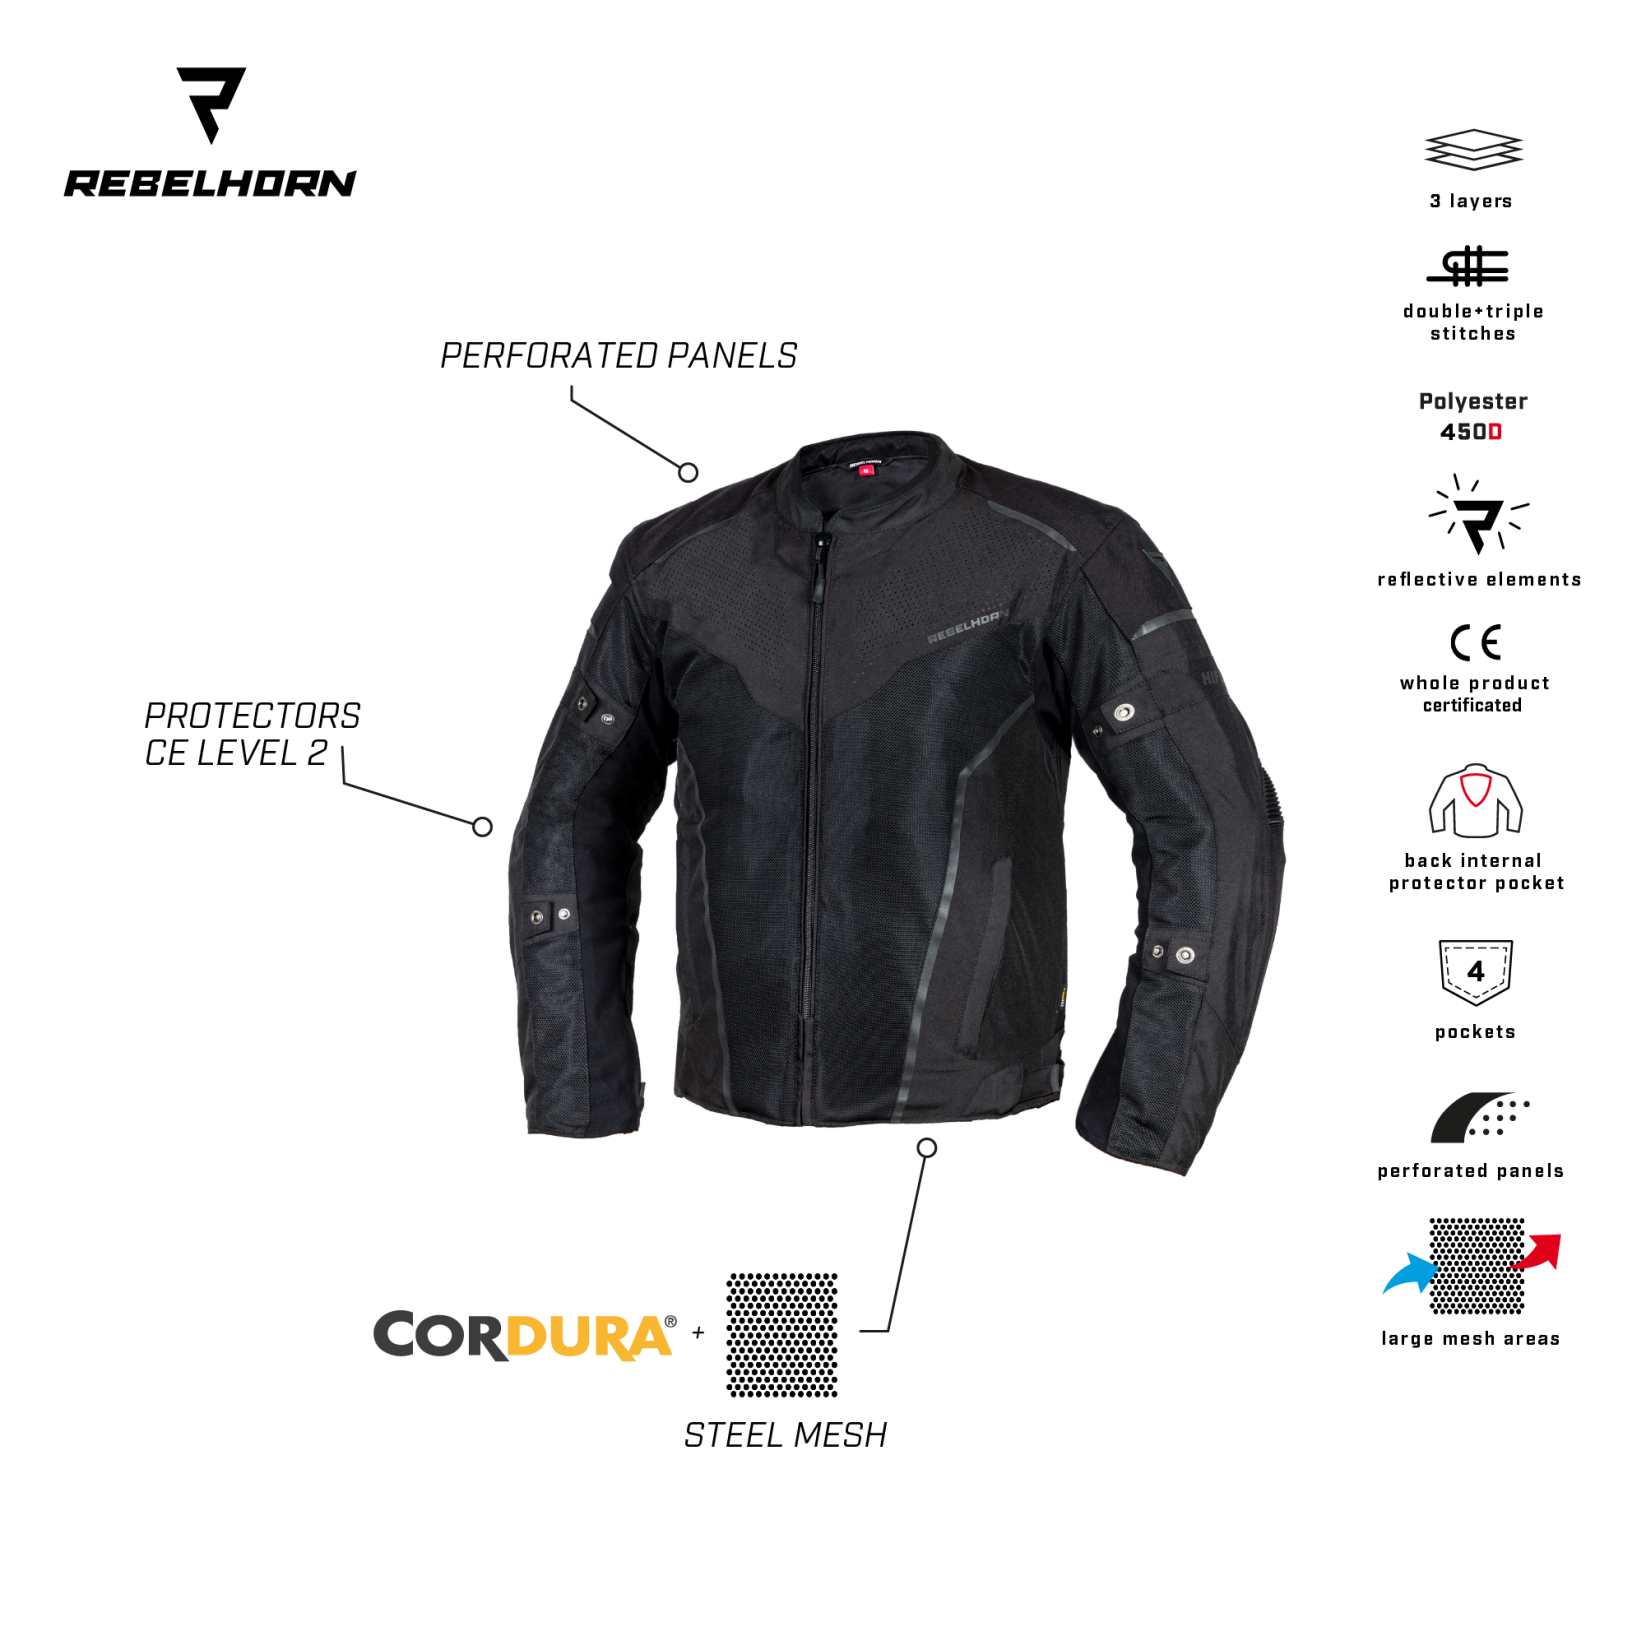 REBELHORN
PERFORATED PANELS
PROTECTORS
CE LEVEL 2
REBELHORN
M
REBELHORN
CORDURA® +
STEEL MESH
3 layers
double+triple
stitches
Polyester
450D
reflective elements
CE
whole product
certificated
back internal
protector pocket
4
pockets
perforated panels
large mesh areas